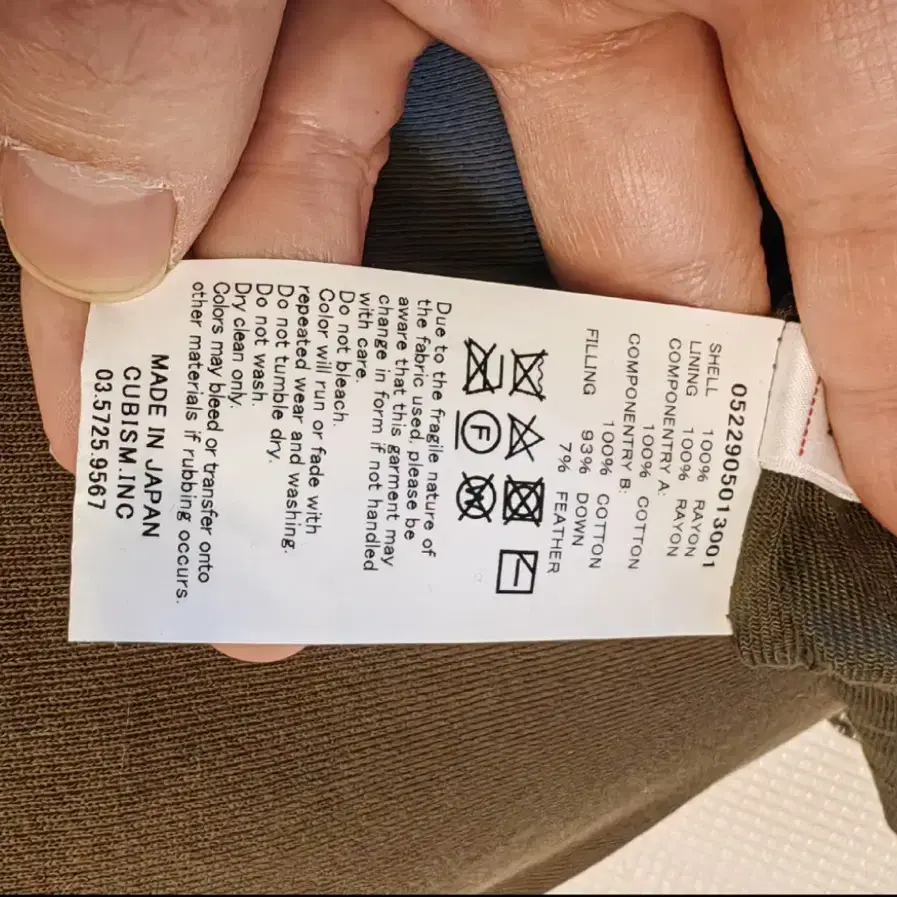 0522905013001
SHELL 100% RAYON
LINING 100% RAYON
COMPONENTRY A:
100% COTTON
COMPONENTRY B:
100% COTTON
FILLING 93% DOWN
7% FEATHER
F
W
Due to the fragile nature of
the fabric used, please be
aware that this garment may
change in form if not handled
with care.
Do not bleach.
Color will run or fade with
repeated wear and washing.
Do not tumble dry.
Do not wash.
Dry clean only.
Colors may bleed or transfer onto
other materials if rubbing occurs.
MADE IN JAPAN
CUBISM.INC
03.5725.9567